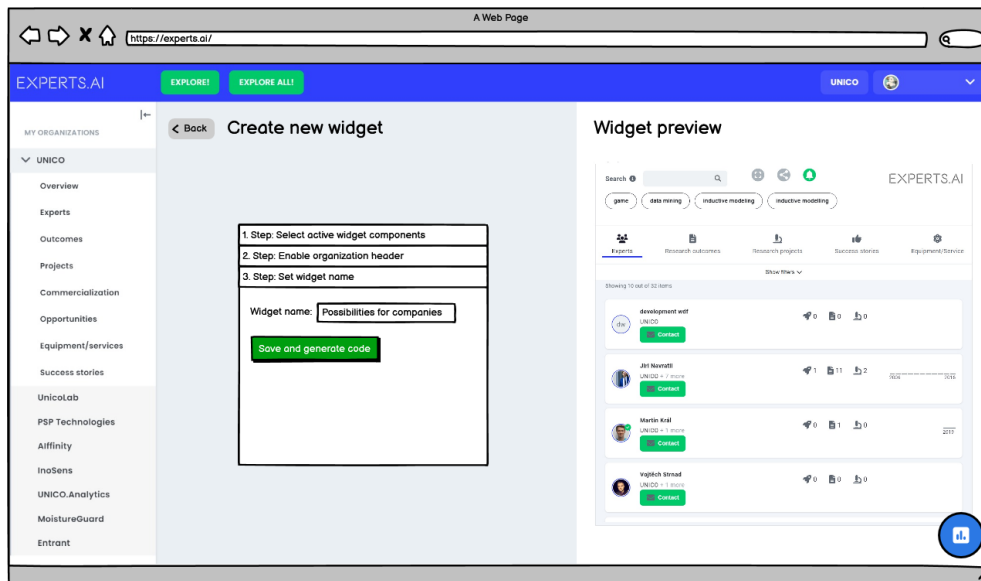 A Web Page
https://experts.ai/
EXPERTS.AI
EXPLORE!
EXPLORE ALL!
UNICO
MY ORGANIZATIONS
UNICO
Overview
Experts
Outcomes
Projects
Commercialization
Opportunities
Equipment/services
Success stories
UnicoLab
PSP Technologies
AIffinity
InoSens
UNICO.Analytics
MoistureGuard
Entrant
Back
Create new widget
1. Step: Select active widget components
2. Step: Enable organization header
3. Step: Set widget name
Widget name: Possibilities for companies
Save and generate code
Widget preview
Search
EXPERTS.AI
game
data mining
inductive modeling
inductive modelling
Experts
Research outcomes
Research projects
Success stories
Equipment/Service
Show filters
Showing 10 out of 32 items
dw
development wdf
UNICO
0 0 0
Contact
Jiri Navratil
UNICO + 7 more
1 11 2
2016
Contact
Martin Král
UNICO + 1 more
0 1 0
2011
Contact
Vojtěch Strnad
UNICO + 1 more
0 0 0
Contact